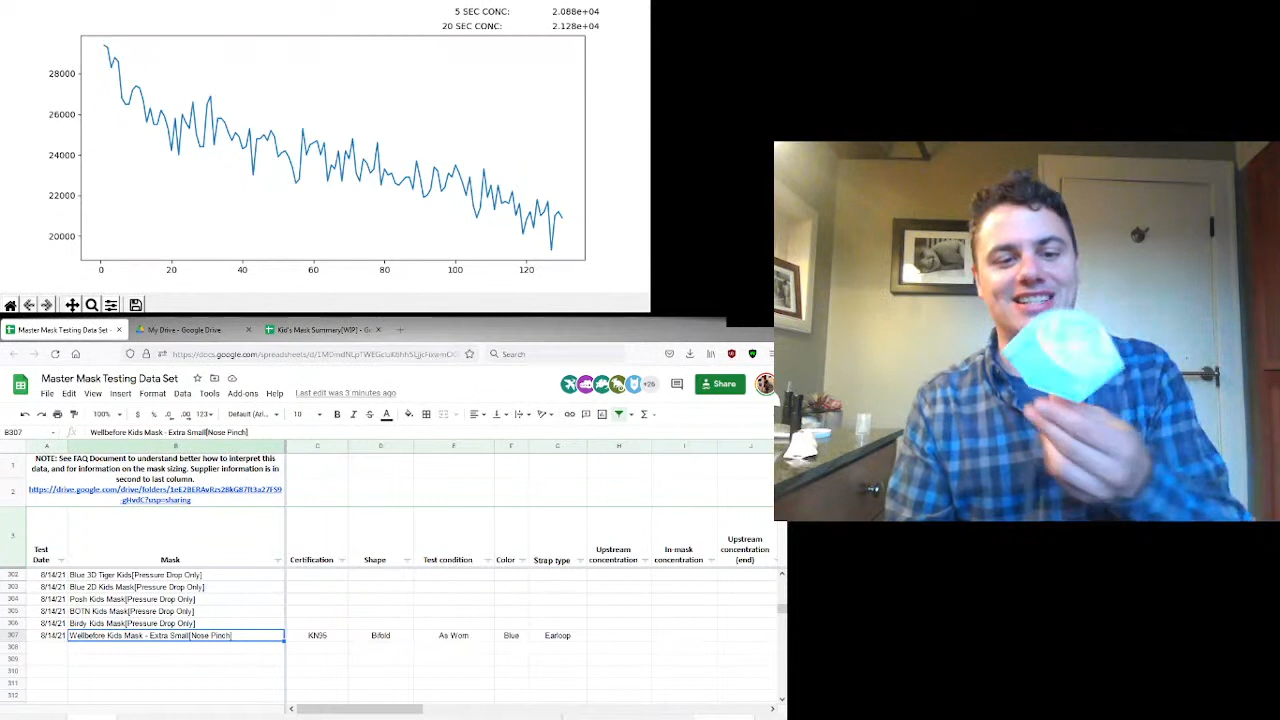 5 SEC CONC: 2.088e+04
20 SEC CONC: 2.128e+04
28000
26000
24000
22000
20000
0 20 40 60 80 100 120
Master Mask Testing Data Set -
My Drive - Google Drive
Kid's Mask Summary[WIP] - Go
Search
Master Mask Testing Data Set
File Edit View Insert Format Data Tools Add-ons Help
Last edit was 3 minutes ago
+26
Share
100% $ % .0 .00 123 Default (Ari... 10 B I S A
B307 fx Wellbefore Kids Mask - Extra Small[Nose Pinch]
A B C D E F G H I J
1 NOTE: See FAQ Document to understand better how to interpret this
data, and for information on the mask sizing. Supplier information is in
second to last column.
2
3
Test Date
Mask
Certification
Shape
Test condition
Color
Strap type
Upstream concentration
In-mask concentration
Upstream concentration (end)
302 8/14/21 Blue 3D Tiger Kids[Pressure Drop Only]
303 8/14/21 Blue 2D Kids Mask[Pressure Drop Only]
304 8/14/21 Posh Kids Mask[Pressure Drop Only]
305 8/14/21 BOTN Kids Mask[Pressre Drop Only]
306 8/14/21 Birdy Kids Mask[Pressure Drop Only]
307 8/14/21 Wellbefore Kids Mask - Extra Small[Nose Pinch] KN95 Bifold As Worn Blue Earloop
308
309
310
311
312